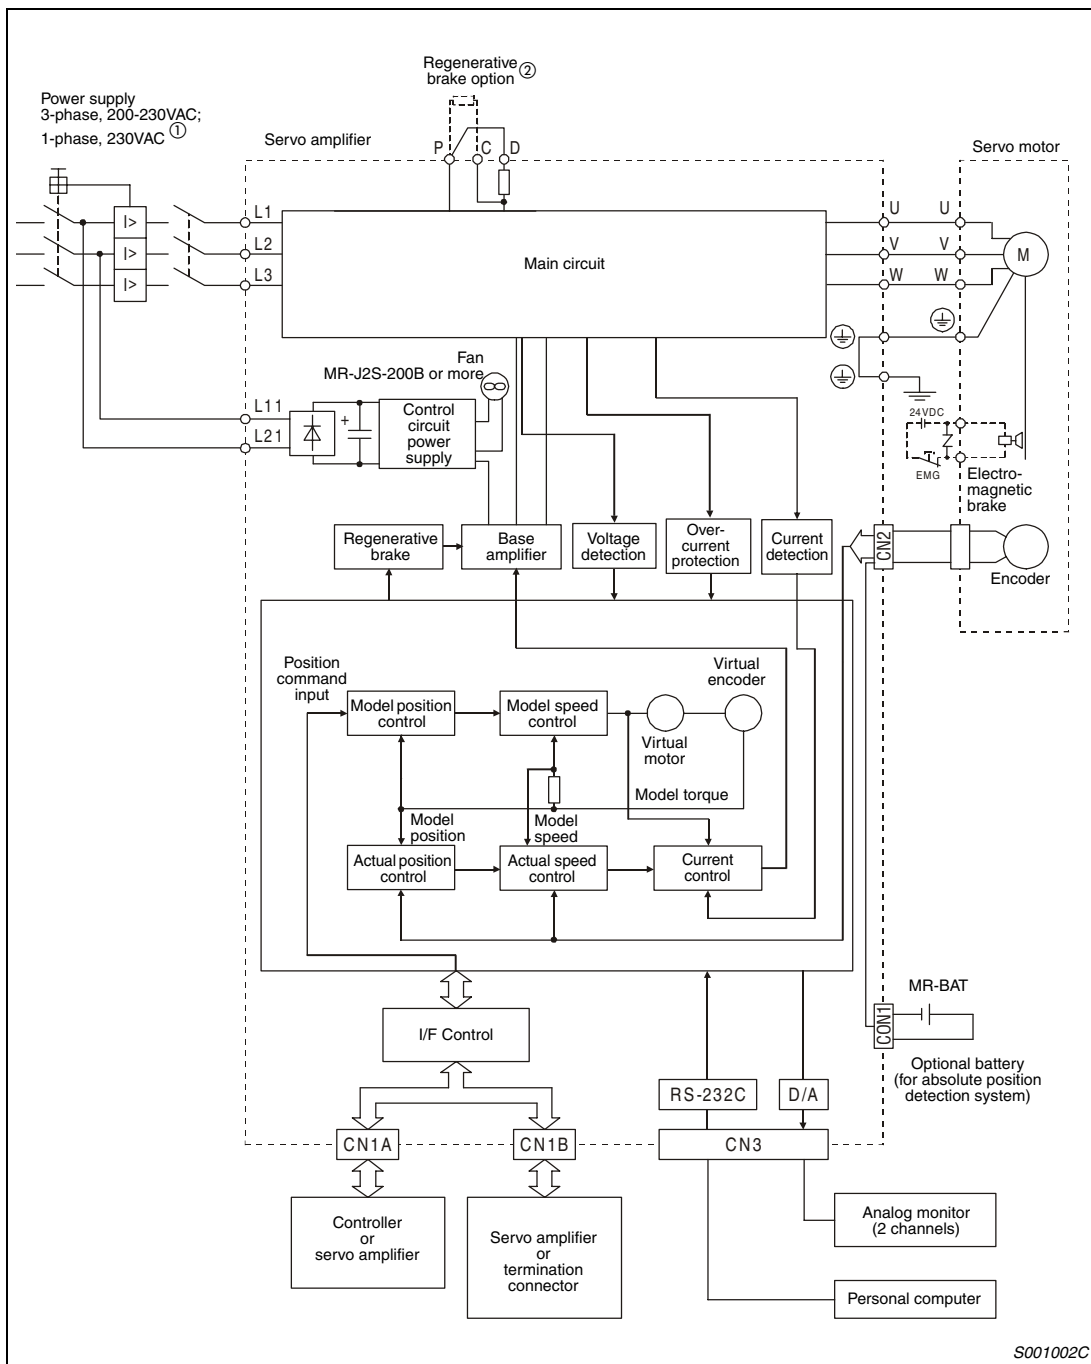 Regenerative
brake option ②
Power supply
3-phase, 200-230VAC;
1-phase, 230VAC ①
Servo amplifier
P C D
Servo motor
I>
I>
I>
L1
L2
L3
Main circuit
U U
V V
W W
M
Fan
MR-J2S-200B or more
L11
L21
+
Control
circuit
power
supply
24VDC
EMG
Electro-
magnetic
brake
Regenerative
brake
Base
amplifier
Voltage
detection
Over-
current
protection
Current
detection
CN2
Encoder
Position
command
input
Virtual
encoder
Model position
control
Model speed
control
Virtual
motor
Model torque
Model
position
Model
speed
Actual position
control
Actual speed
control
Current
control
MR-BAT
CON1
I/F Control
Optional battery
(for absolute position
detection system)
RS-232C
D/A
CN1A
CN1B
CN3
Controller
or
servo amplifier
Servo amplifier
or
termination
connector
Analog monitor
(2 channels)
Personal computer
S001002C